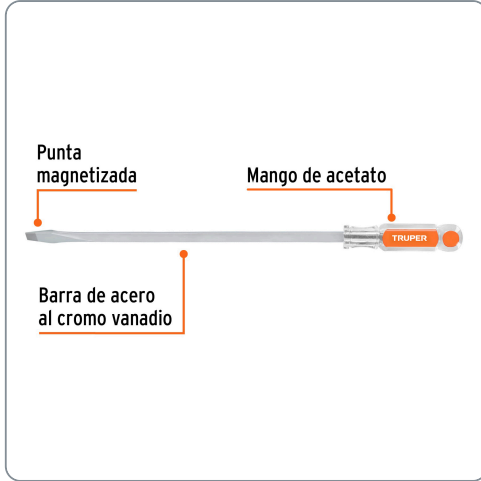 Punta
magnetizada
Mango de acetato
TRUPER
Barra de acero
al cromo vanadio